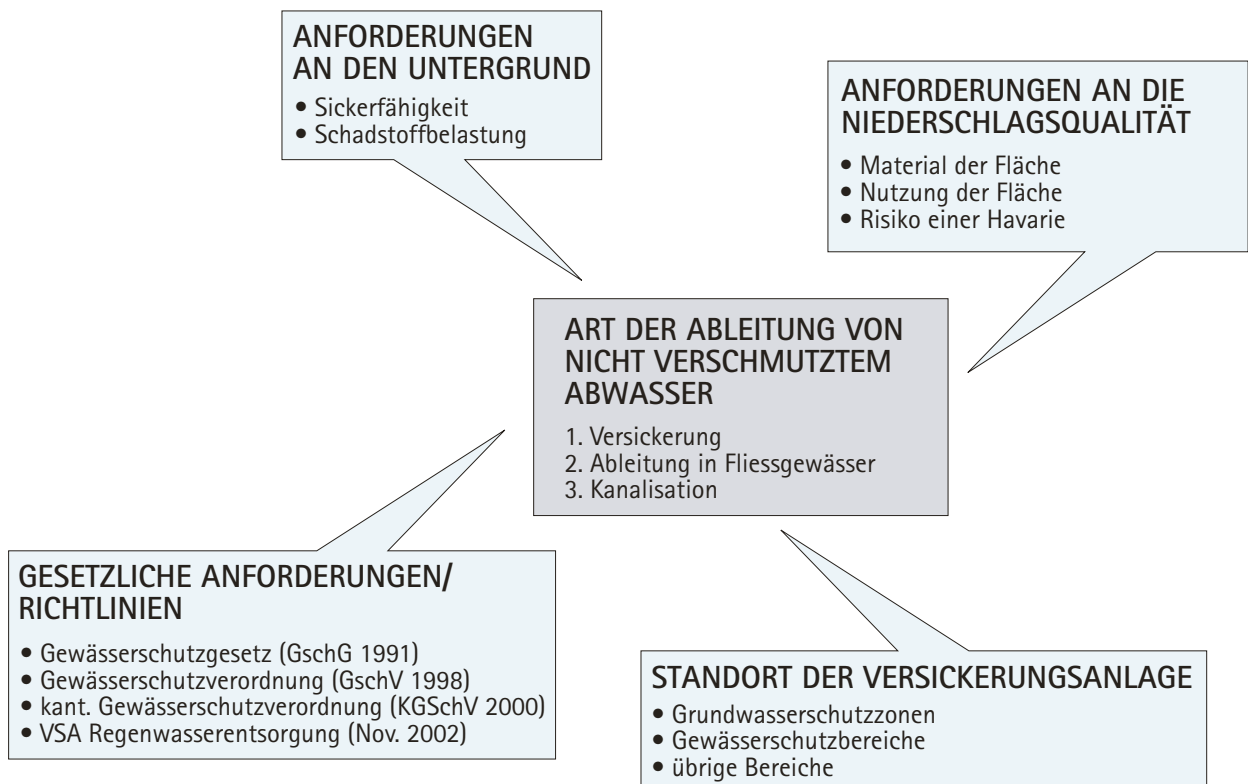 ANFORDERUNGEN
AN DEN UNTERGRUND
• Sickerfähigkeit
• Schadstoffbelastung
ANFORDERUNGEN AN DIE
NIEDERSCHLAGSQUALITÄT
• Material der Fläche
• Nutzung der Fläche
• Risiko einer Havarie
ART DER ABLEITUNG VON
NICHT VERSCHMUTZTEM
ABWASSER
1. Versickerung
2. Ableitung in Fliessgewässer
3. Kanalisation
GESETZLICHE ANFORDERUNGEN/
RICHTLINIEN
• Gewässerschutzgesetz (GschG 1991)
• Gewässerschutzverordnung (GschV 1998)
• kant. Gewässerschutzverordnung (KGSchV 2000)
• VSA Regenwasserentsorgung (Nov. 2002)
STANDORT DER VERSICKERUNGSANLAGE
• Grundwasserschutzzonen
• Gewässerschutzbereiche
• übrige Bereiche